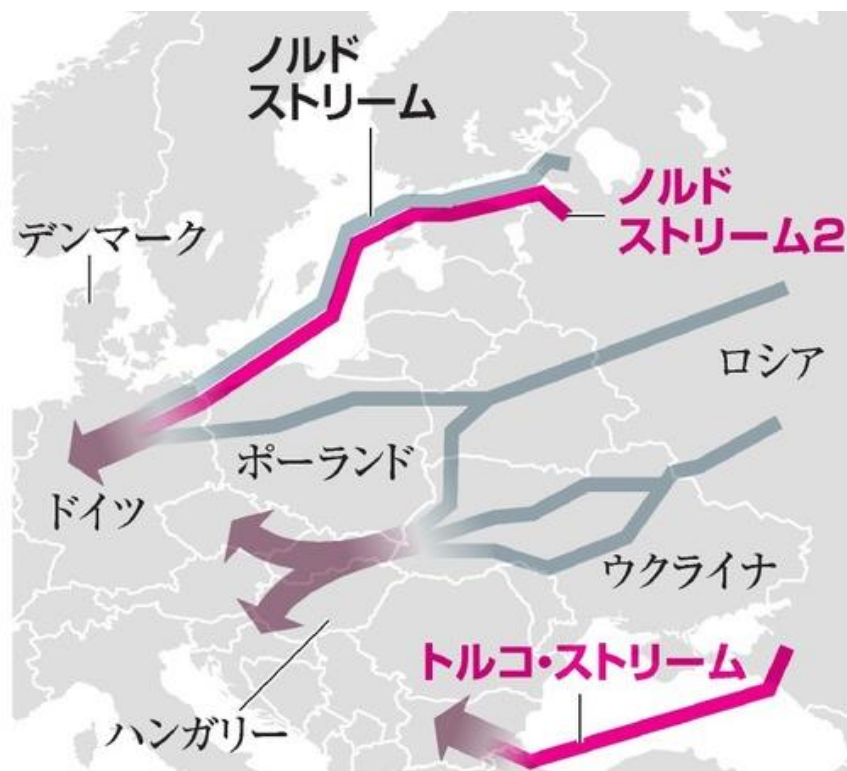 ノルド
ストリーム
ノルド
ストリーム2
デンマーク
ロシア
ポーランド
ドイツ
ウクライナ
トルコ・ストリーム
ハンガリー